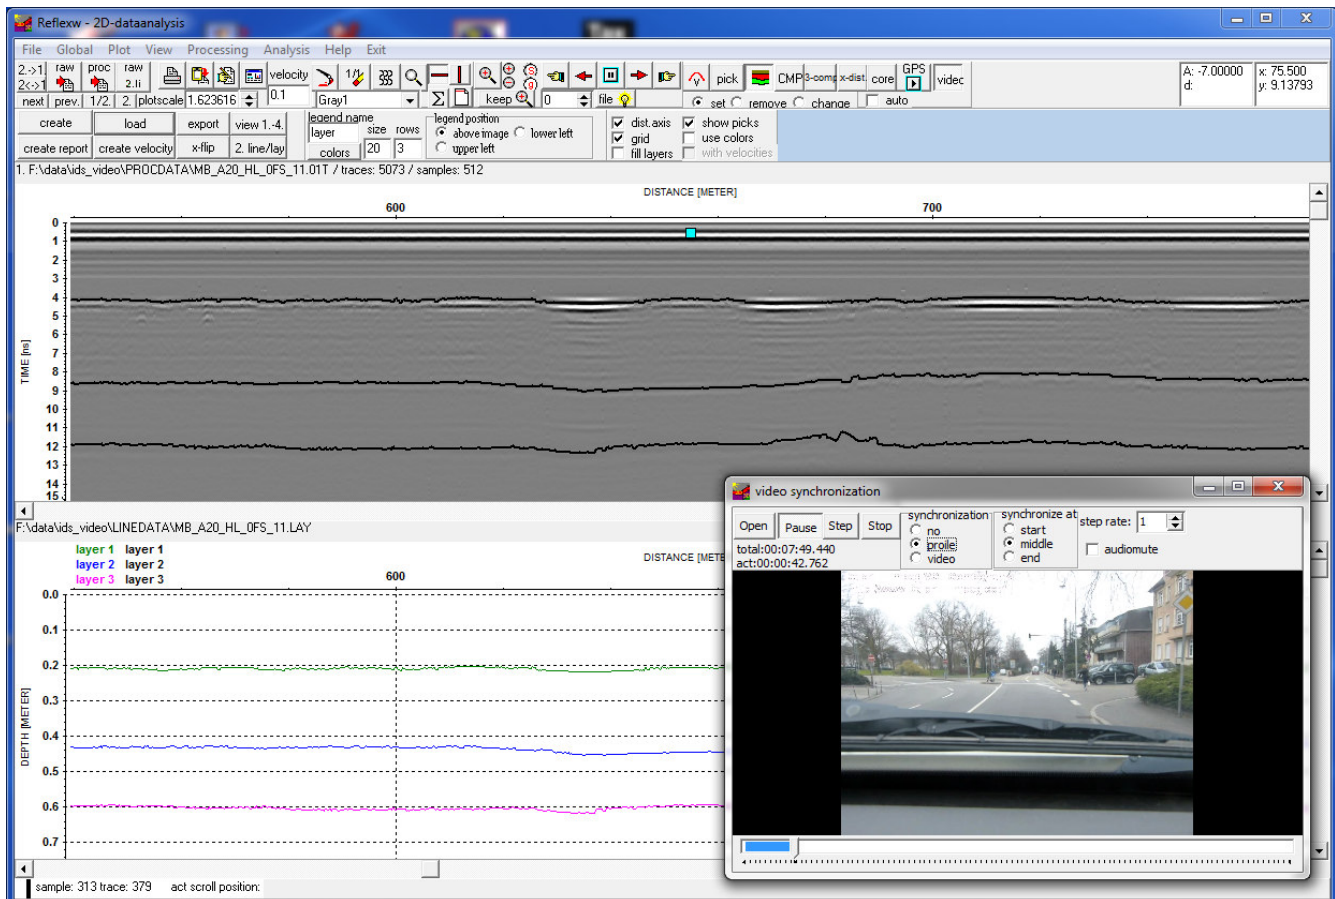 Reflexw - 2D-dataanalysis
File Global Plot View Processing Analysis Help Exit
2.->1 raw proc raw
2<->1 2.li velocity 1/2 CMP 3-comp x-dist. core GPS videc
pick
next prev. 1/2. 2. plotscale 1.623616 0.1 Gray1 Σ keep 0 file set remove change auto
A: -7.00000 x: 75.500
d: y: 9.13793
create load export view 1.-4. legend name legend position dist.axis show picks
layer size rows above image lower left grid use colors
create report create velocity x-flip 2. line/lay colors 20 3 upper left fill layers with velocities
1. F:\data\ids_video\PROCDATA\MB_A20_HL_0FS_11.01T / traces: 5073 / samples: 512
DISTANCE [METER]
600 700
TIME [ns]
0
1
2
3
4
5
6
7
8
9
10
11
12
13
14
15
F:\data\ids_video\LINEDATA\MB_A20_HL_0FS_11.LAY
layer 1 layer 1
layer 2 layer 2
layer 3 layer 3
DISTANCE [METE
600
DEPTH [METER]
0.0
0.1
0.2
0.3
0.4
0.5
0.6
0.7
video synchronization
Open Pause Step Stop
synchronization
no
proile
video
synchronize at
start
middle
end
step rate: 1
audiomute
total:00:07:49.440
act:00:00:42.762
sample: 313 trace: 379 act scroll position: